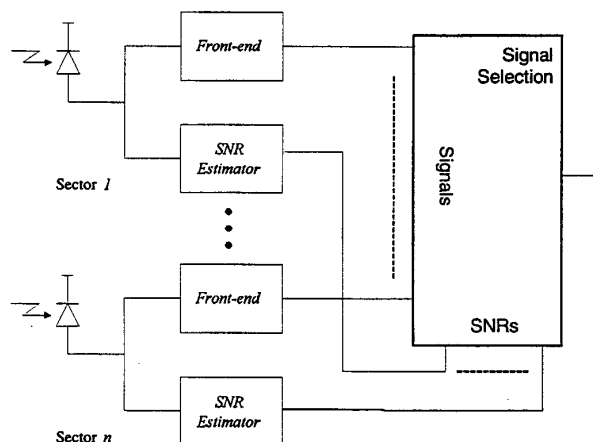 Front-end
Signal
Selection
SNR
Estimator
Sector 1
Signals
Front-end
SNRs
SNR
Estimator
Sector n